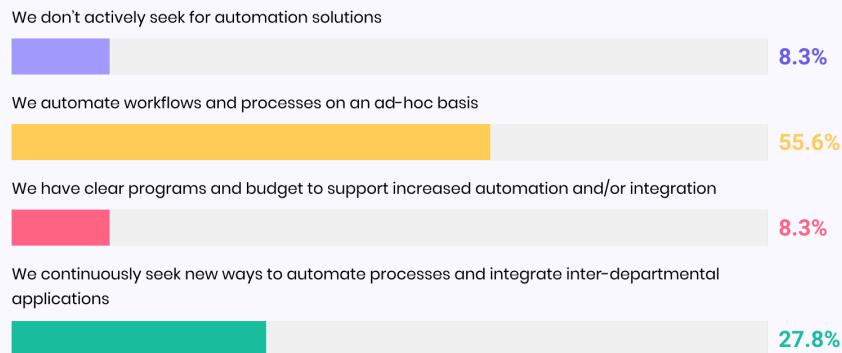 We don't actively seek for automation solutions
8.3%
We automate workflows and processes on an ad-hoc basis
55.6%
We have clear programs and budget to support increased automation and/or integration
8.3%
We continuously seek new ways to automate processes and integrate inter-departmental
applications
27.8%